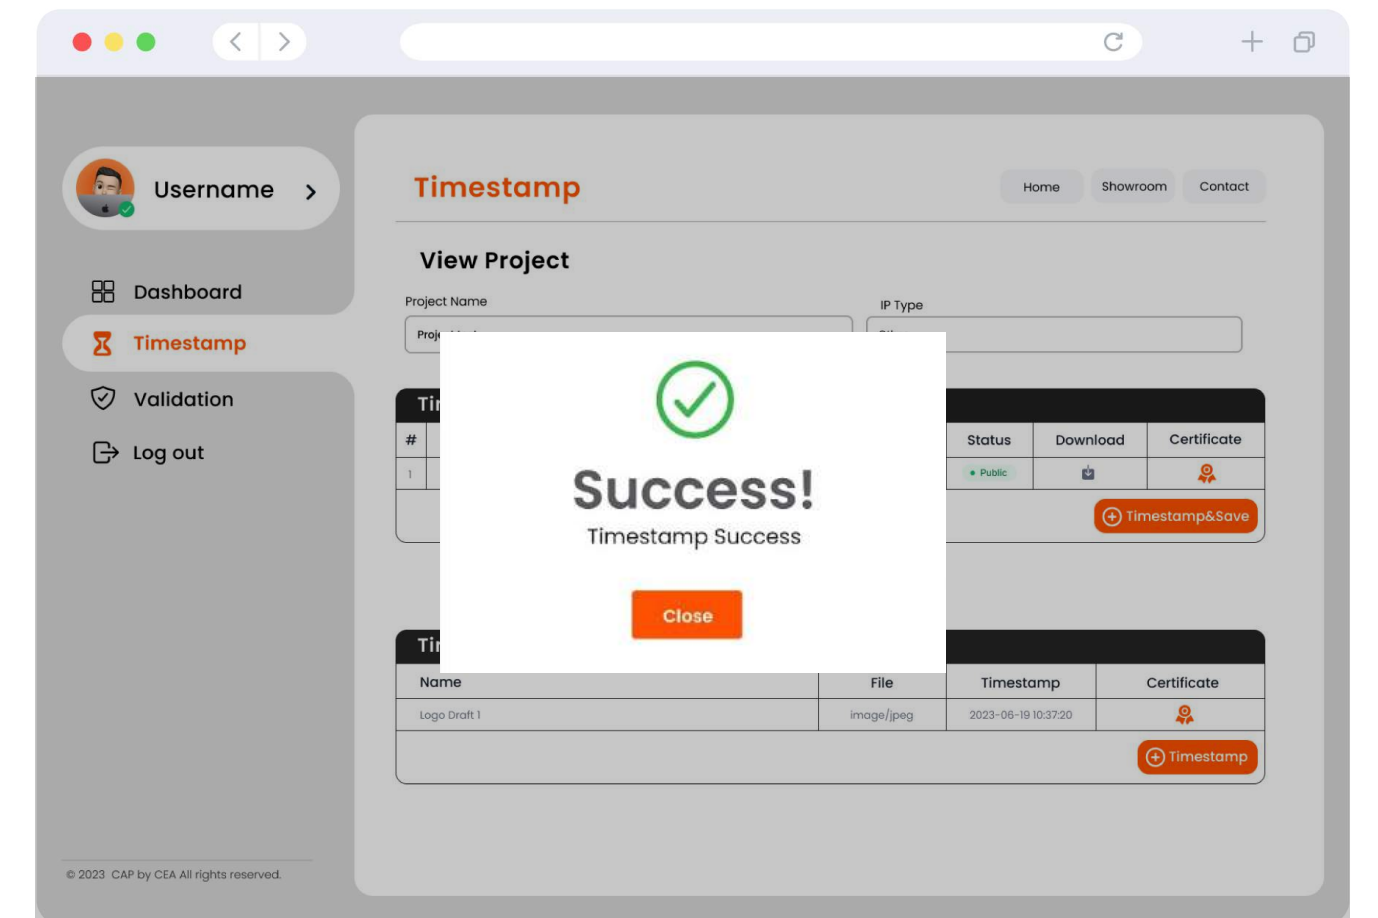 Username
Dashboard
Timestamp
Validation
Log out
© 2023 CAP by CEA All rights reserved.
Timestamp
Home Showroom Contact
View Project
Project Name
IP Type
#
Status Download Certificate
1
Public
Timestamp&Save
Success!
Timestamp Success
Close
Name File Timestamp Certificate
Logo Draft 1 image/jpeg 2023-06-19 10:37:20
Timestamp